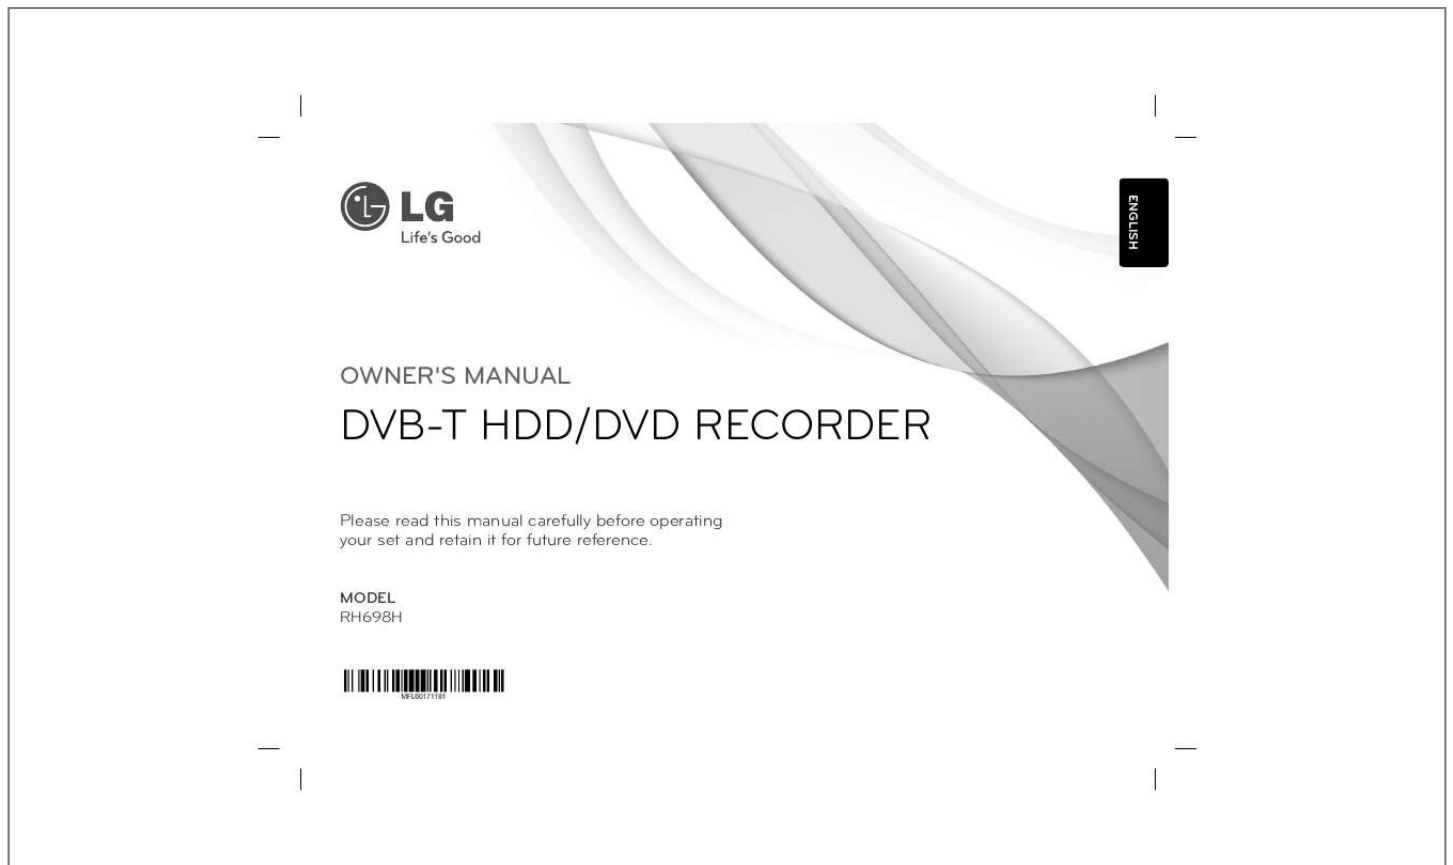 LG
Life's Good
ENGLISH
OWNER'S MANUAL
DVB-T HDD/DVD RECORDER
Please read this manual carefully before operating
your set and retain it for future reference.
MODEL
RH698H